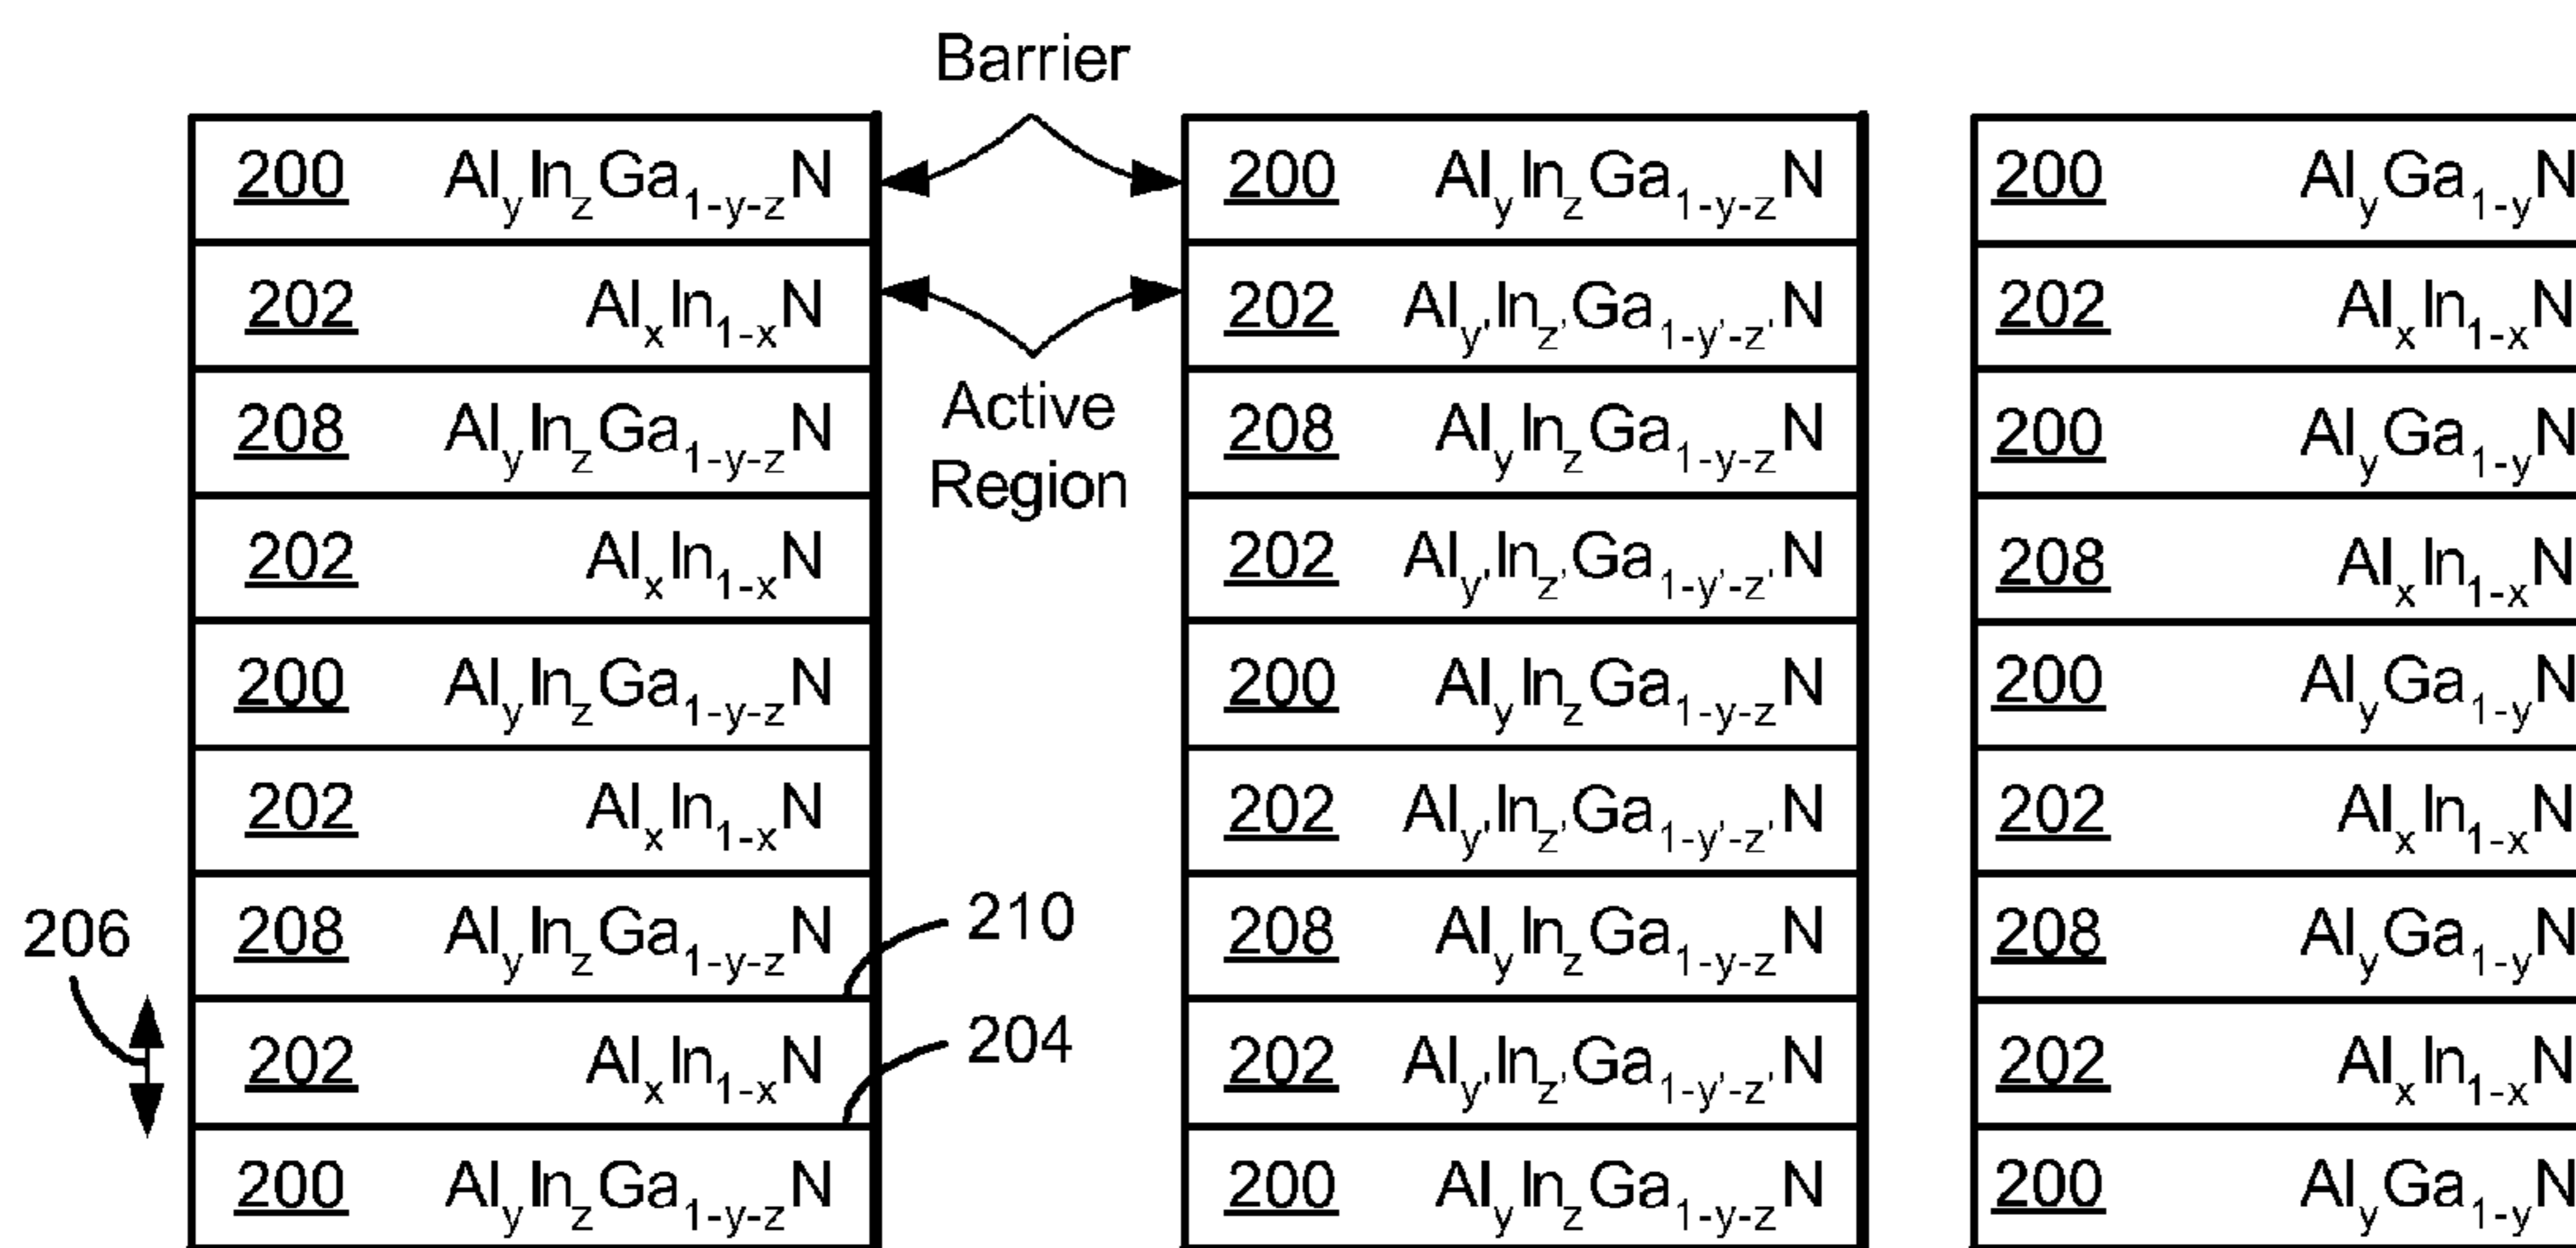 Barrier
200 AlyInzGa1-y-zN
202 AlxIn1-xN
208 AlyInzGa1-y-zN
202 AlxIn1-xN
200 AlyInzGa1-y-zN
202 AlxIn1-xN
208 AlyInzGa1-y-zN
202 AlxIn1-xN
200 AlyInzGa1-y-zN
206
210
204
Active
Region
200 AlyInzGa1-y-zN
202 Aly'Inz'Ga1-y'-z'N
208 AlyInzGa1-y-zN
202 Aly'Inz'Ga1-y'-z'N
200 AlyInzGa1-y-zN
202 Aly'Inz'Ga1-y'-z'N
208 AlyInzGa1-y-zN
202 Aly'Inz'Ga1-y'-z'N
200 AlyInzGa1-y-zN
200 AlyGa1-yN
202 AlxIn1-xN
200 AlyGa1-yN
208 AlxIn1-xN
200 AlyGa1-yN
202 AlxIn1-xN
208 AlyGa1-yN
202 AlxIn1-xN
200 AlyGa1-yN